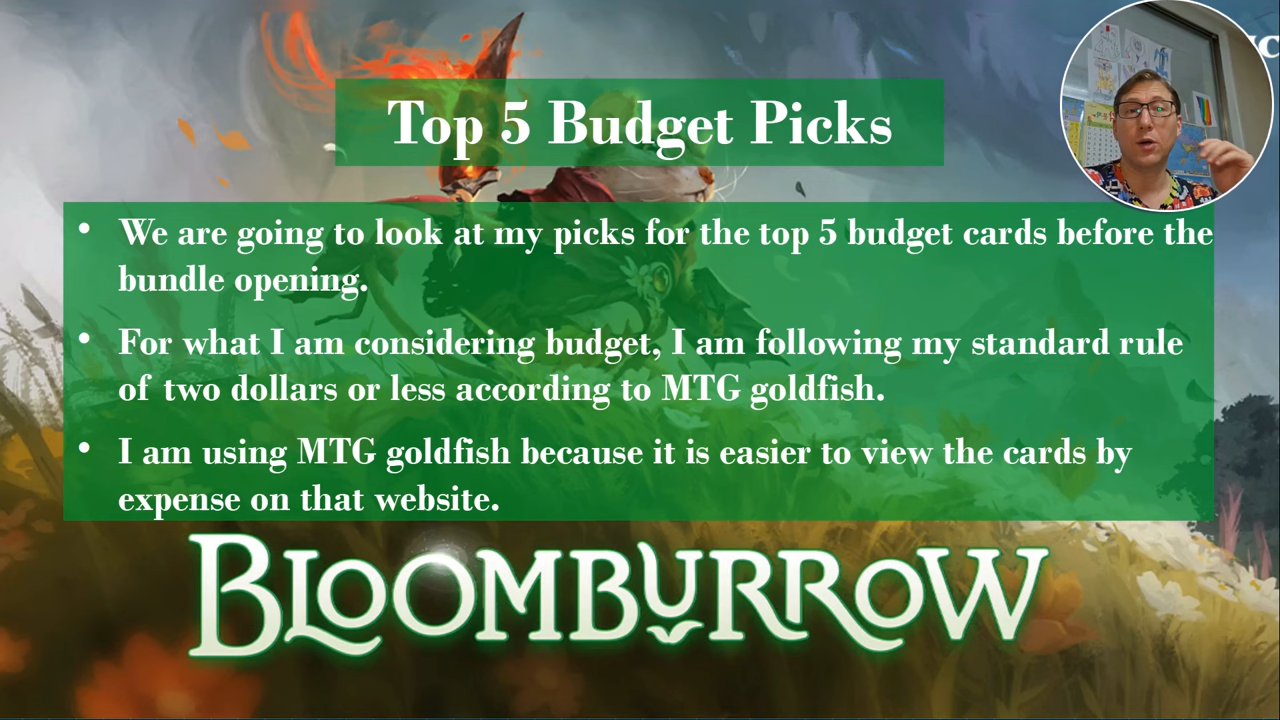 Top 5 Budget Picks
• We are going to look at my picks for the top 5 budget cards before the
bundle opening.
• For what I am considering budget, I am following my standard rule
of two dollars or less according to MTG goldfish.
• I am using MTG goldfish because it is easier to view the cards by
expense on that website.
BLOOMBURROW